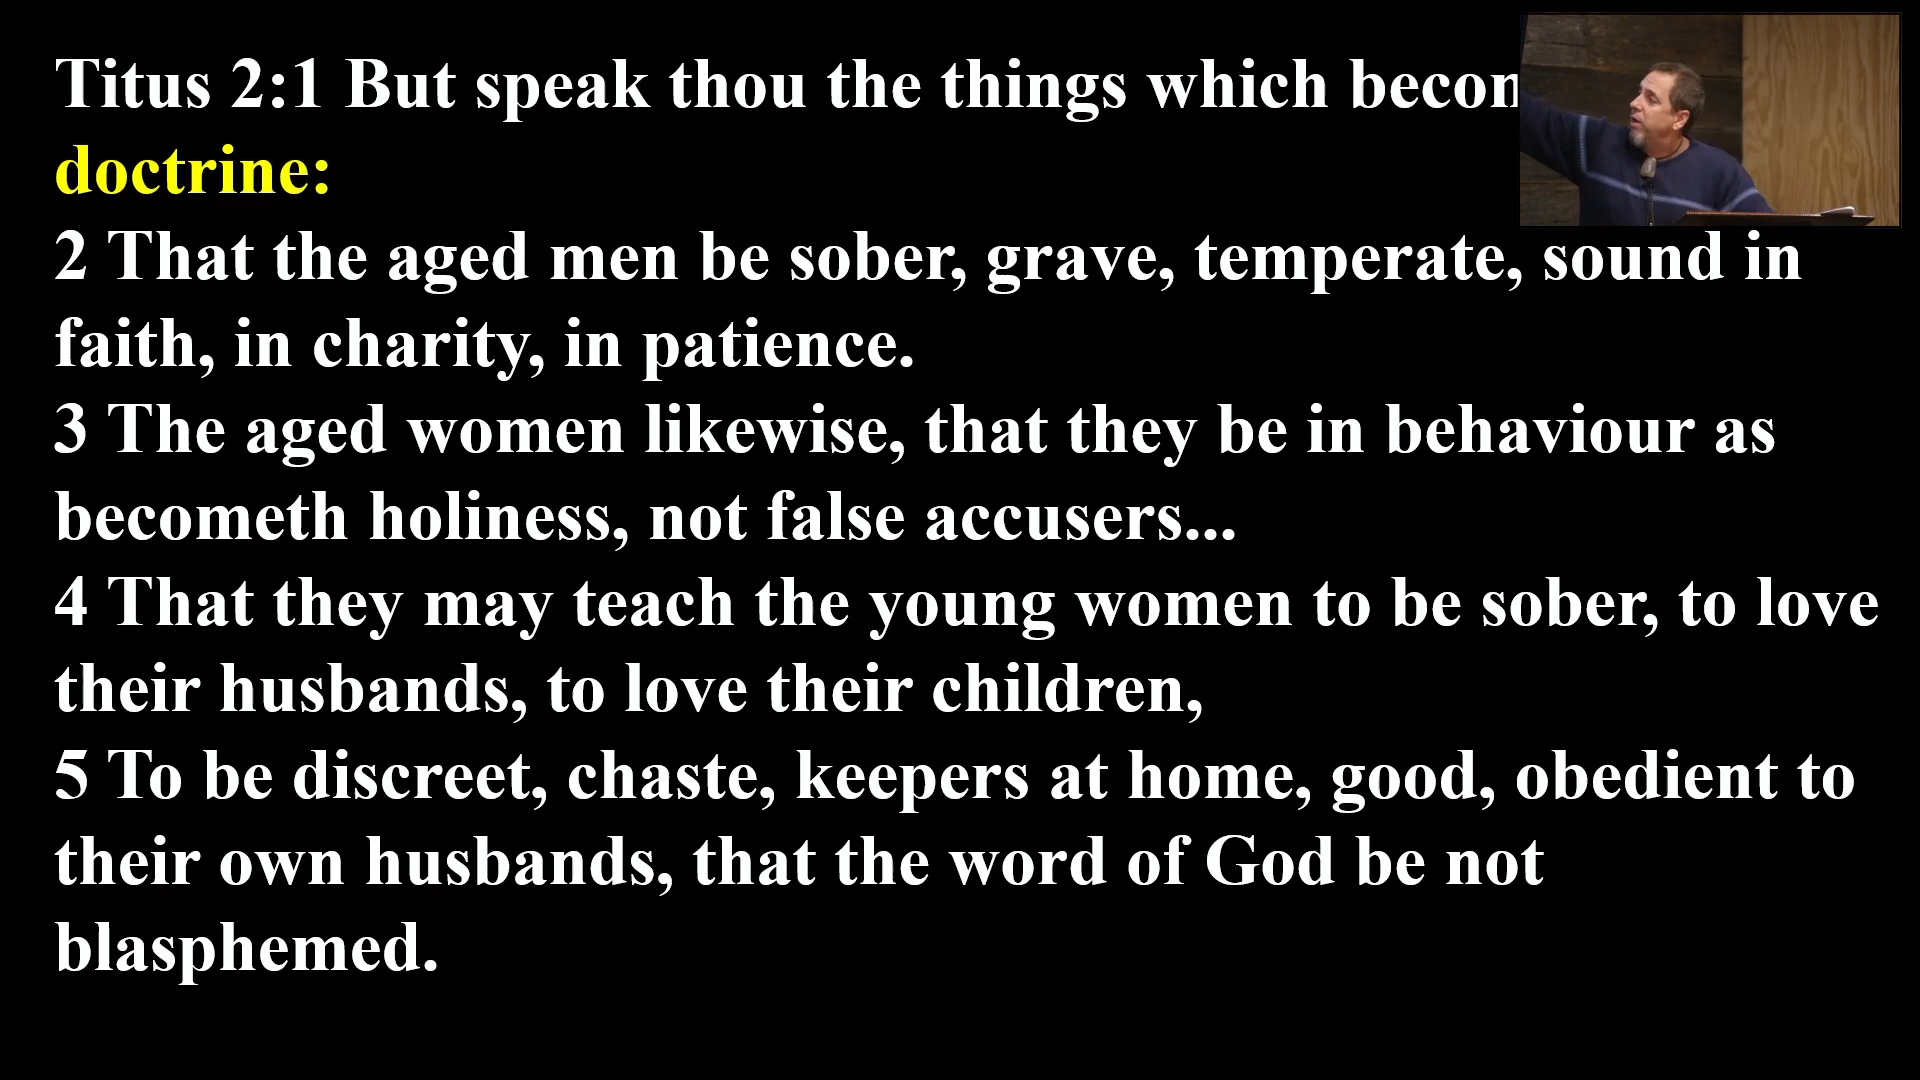 Titus 2:1 But speak thou the things which
doctrine:
2 That the aged men be sober, grave, temperate, sound in
faith, in charity, in patience.
3 The aged women likewise, that they be in behaviour as
becometh holiness, not false accusers...
4 That they may teach the young women to be sober, to love
their husbands, to love their children,
5 To be discreet, chaste, keepers at home, good, obedient to
their own husbands, that the word of God be not
blasphemed.